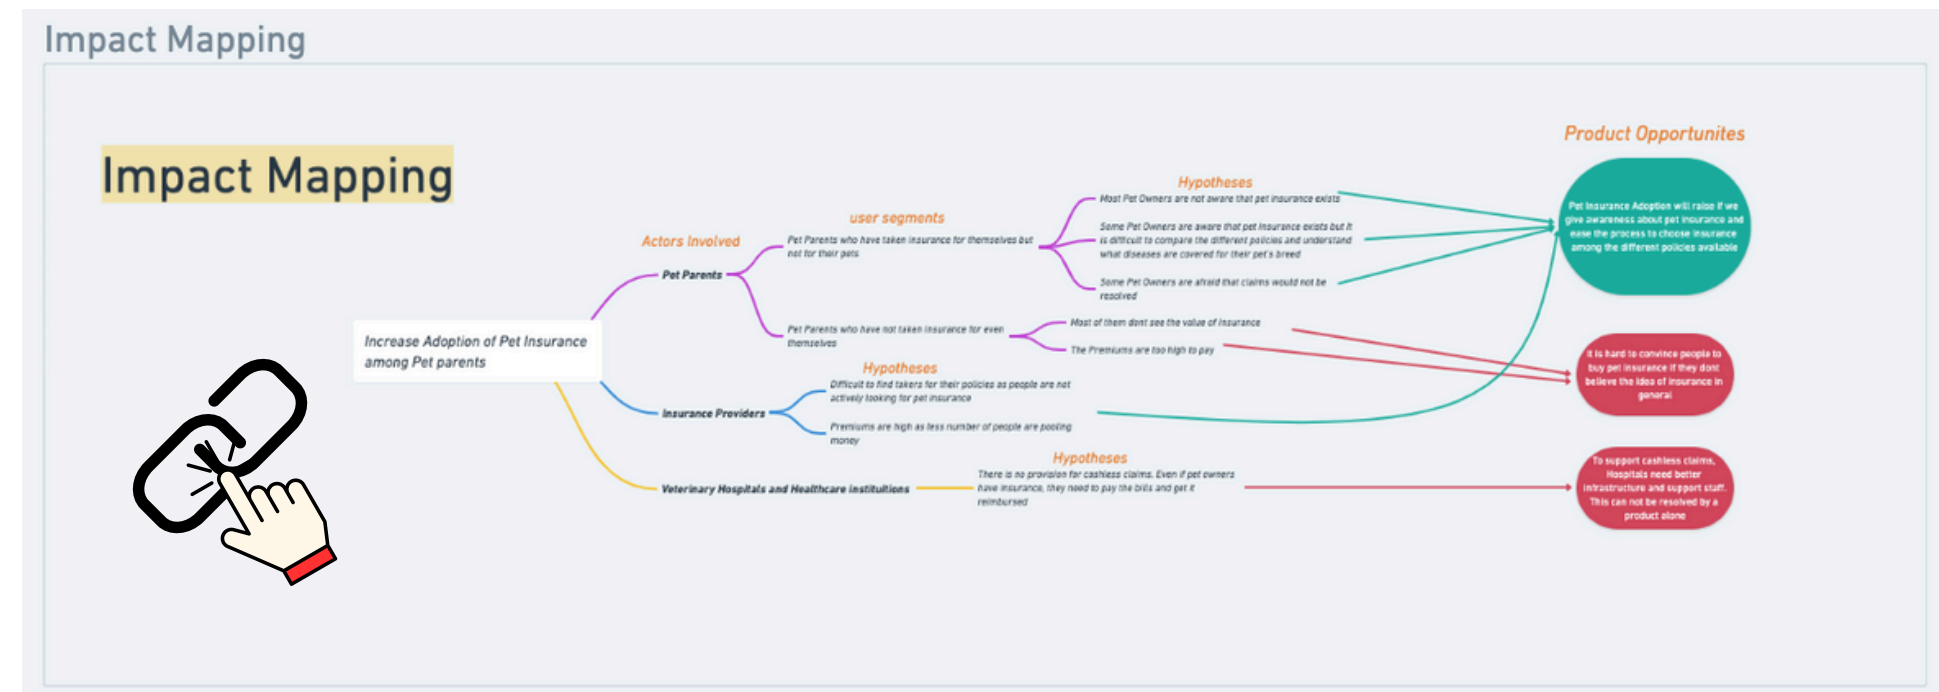 Impact Mapping
Impact Mapping
Increase Adoption of Pet Insurance
among Pet parents
Actors Involved
Pet Parents
user segments
Pet Parents who have taken insurance for themselves but
not for their pets
Hypotheses
Most Pet Owners are not aware that pet insurance exists
Some Pet Owners are aware that pet insurance exists but it
is difficult to compare the different policies and understand
what diseases are covered for their pet's breed
Some Pet Owners are afraid that claims would not be
resolved
Pet Parents who have not taken insurance for even
themselves
Most of them dont see the value of insurance
The Premiums are too high to pay
Insurance Providers
Hypotheses
Difficult to find takers for their policies as people are not
actively looking for pet insurance
Premiums are high as less number of people are pooling
money
Veterinary Hospitals and Healthcare instituitions
Hypotheses
There is no provision for cashless claims. Even if pet owners
have insurance, they need to pay the bills and get it
reimbursed
Product Opportunites
Pet Insurance Adoption will raise if we
give awareness about pet insurance and
ease the process to choose insurance
among the different policies available
It is hard to convince people to
buy pet insurance if they dont
believe the idea of insurance in
general
To support cashless claims,
Hospitals need better
intrastructure and support staff.
This can not be resolved by a
product alone